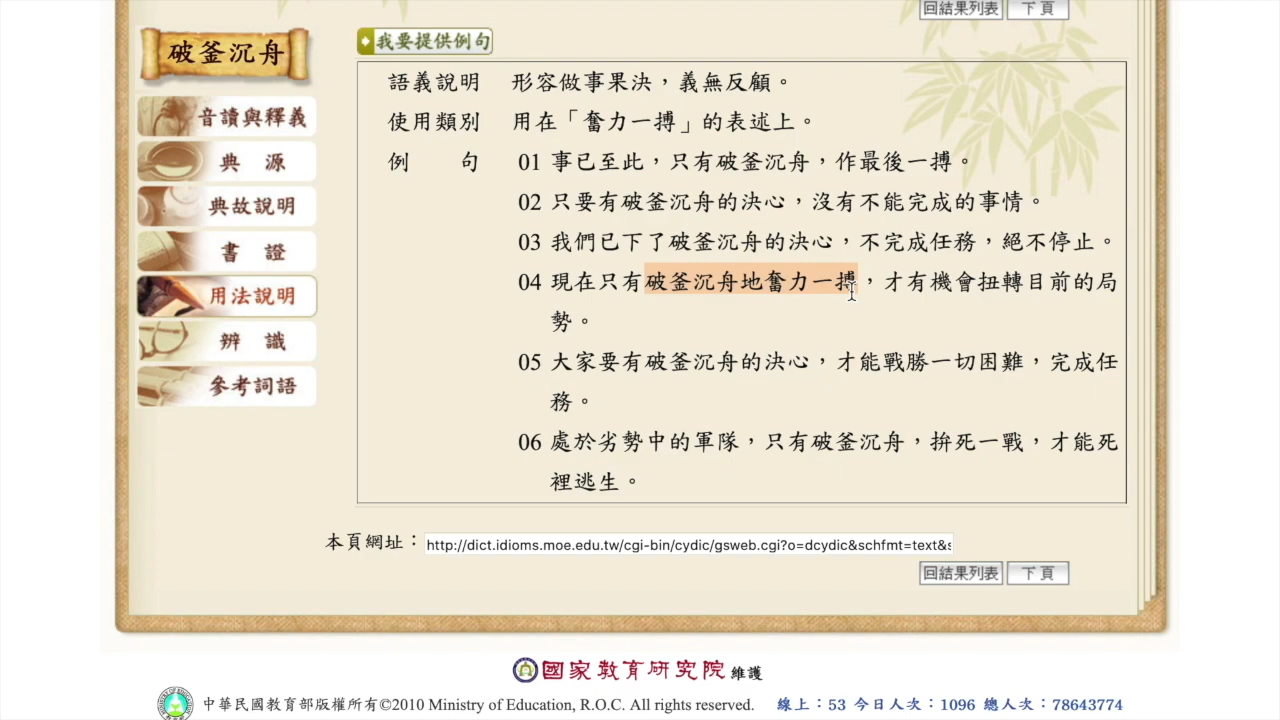 回結果列表 下頁
破釜沉舟
我要提供例句
音讀與釋義
典 源
典故說明
書 證
用法說明
辨 識
參考詞語
語義說明 形容做事果決，義無反顧。
使用類別 用在「奮力一搏」的表述上。
例 句 01 事已至此，只有破釜沉舟，作最後一搏。
02 只要有破釜沉舟的決心，沒有不能完成的事情。
03 我們已下了破釜沉舟的決心，不完成任務，絕不停止。
04 現在只有破釜沉舟地奮力一搏，才有機會扭轉目前的局
勢。
05 大家要有破釜沉舟的決心，才能戰勝一切困難，完成任
務。
06 處於劣勢中的軍隊，只有破釜沉舟，拚死一戰，才能死
裡逃生。
本頁網址：http://dict.idioms.moe.edu.tw/cgi-bin/cydic/gsweb.cgi?o=dcydic&schfmt=text&s
回結果列表 下頁
國家教育研究院 維護
中華民國教育部版權所有©2010 Ministry of Education, R.O.C. All rights reserved. 線上：53 今日人次：1096 總人次：78643774